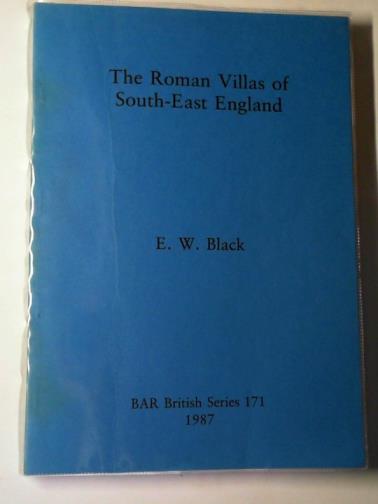 The Roman Villas of
South-East England
E. W. Black
BAR British Series 171
1987